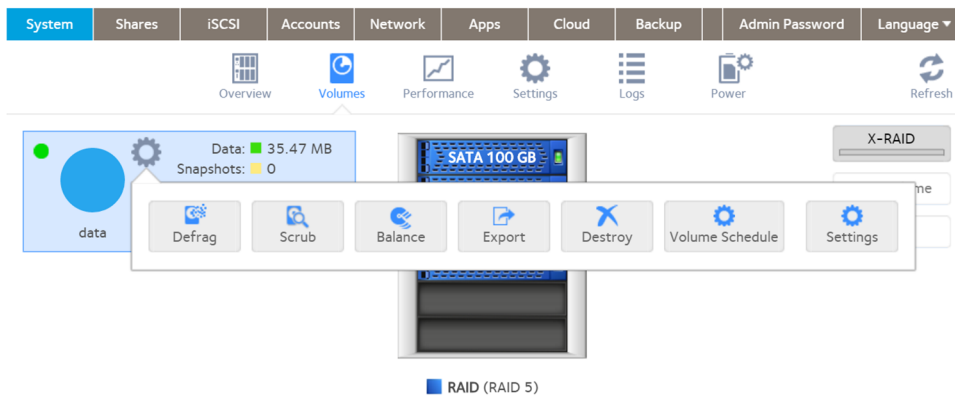 System Shares iSCSI Accounts Network Apps Cloud Backup Admin Password Language
Overview Volumes Performance Settings Logs Power Refresh
Data: 35.47 MB
Snapshots: 0
data
SATA 100 GB
X-RAID
Defrag Scrub Balance Export Destroy Volume Schedule Settings
RAID (RAID 5)